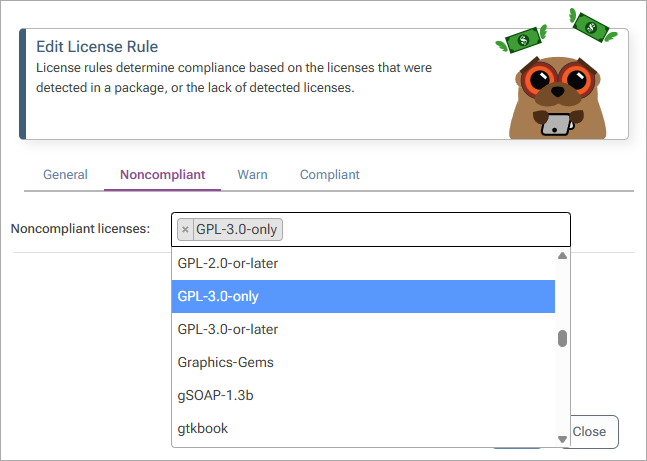 Edit License Rule
License rules determine compliance based on the licenses that were
detected in a package, or the lack of detected licenses.
General Noncompliant Warn Compliant
Noncompliant licenses: × GPL-3.0-only
GPL-2.0-or-later
GPL-3.0-only
GPL-3.0-or-later
Graphics-Gems
gSOAP-1.3b
gtkbook
Close